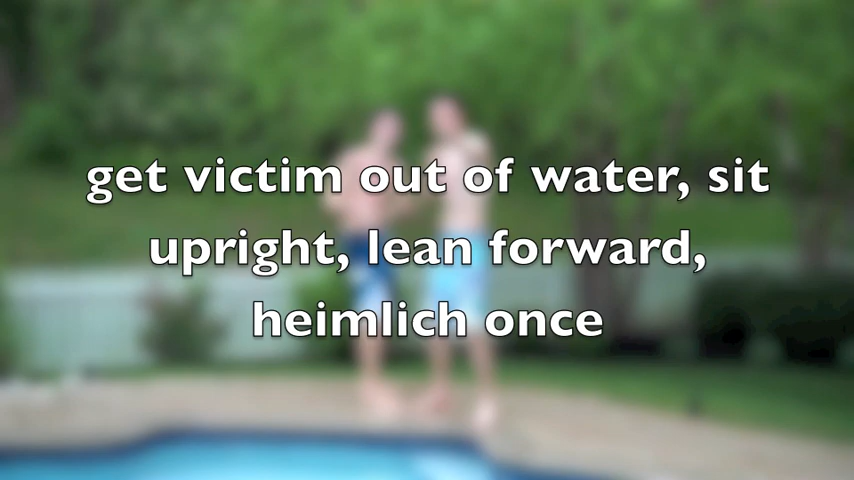 get victim out of water, sit
upright, lean forward,
heimlich once